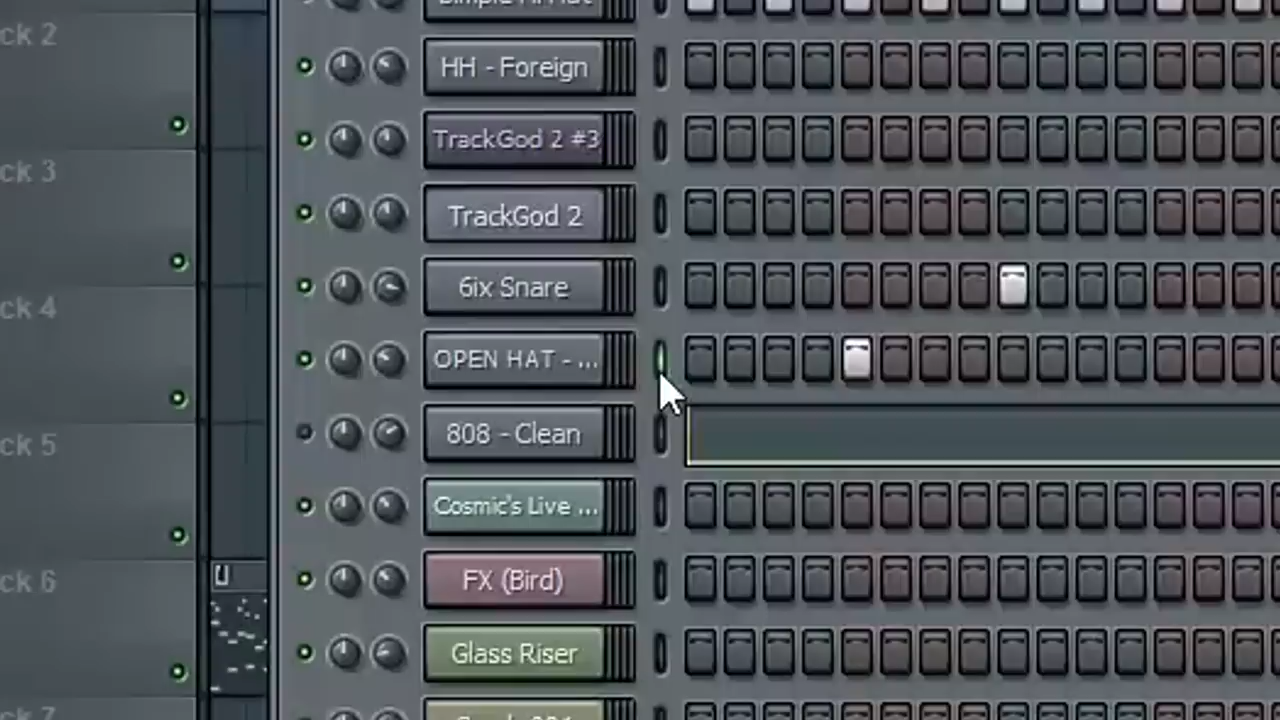 ck 2
HH - Foreign
TrackGod 2 #3
ck 3
TrackGod 2
6ix Snare
ck 4
OPEN HAT - ...
808 - Clean
ck 5
Cosmic's Live ...
ck 6
FX (Bird)
Glass Riser